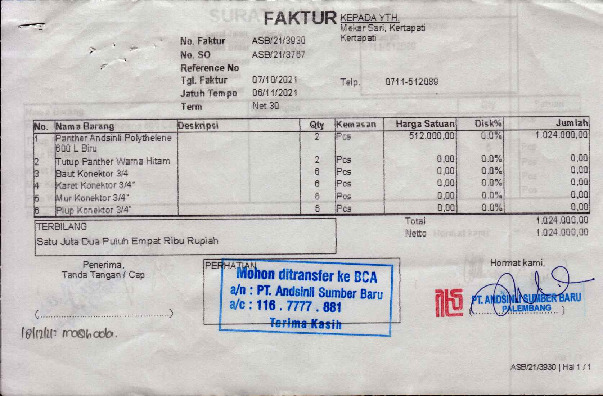 FAKTUR
KEPADA YTH.
Mekar Sari, Kertapati
Kertapati
No. Faktur ASB/21/3930
No. SO ASB/21/3767
Reference No
Tgl. Faktur 07/10/2021 Telp. 0711-512089
Jatuh Tempo 06/11/2021
Term Net 30
No. Nama Barang Deskripsi Qty Kemasan Harga Satuan Disk% Jumlah
1 Panther Andsinli Polythelene 2 Pcs 512.000,00 0.0% 1.024.000,00
600 L Biru
2 Tutup Panther Warna Hitam 2 Pcs 0,00 0.0% 0,00
3 Baut Konektor 3/4 6 Pcs 0,00 0.0% 0,00
4 Karet Konektor 3/4" 6 Pcs 0,00 0.0% 0,00
5 Mur Konektor 3/4" 6 Pcs 0,00 0.0% 0,00
6 Plup Konektor 3/4" 6 Pcs 0,00 0.0% 0,00
TERBILANG
Satu Juta Dua Puluh Empat Ribu Rupiah
Total 1.024.000,00
Netto 1.024.000,00
Penerima,
Tanda Tangan / Cap
PERHATIAN
Mohon ditransfer ke BCA
a/n : PT. Andsinli Sumber Baru
a/c : 116 . 7777 . 881
Terima Kasih
Hormat kami,
PT. ANDSINLI SUMBER BARU
PALEMBANG
ASB/21/3930 | Hal 1 / 1